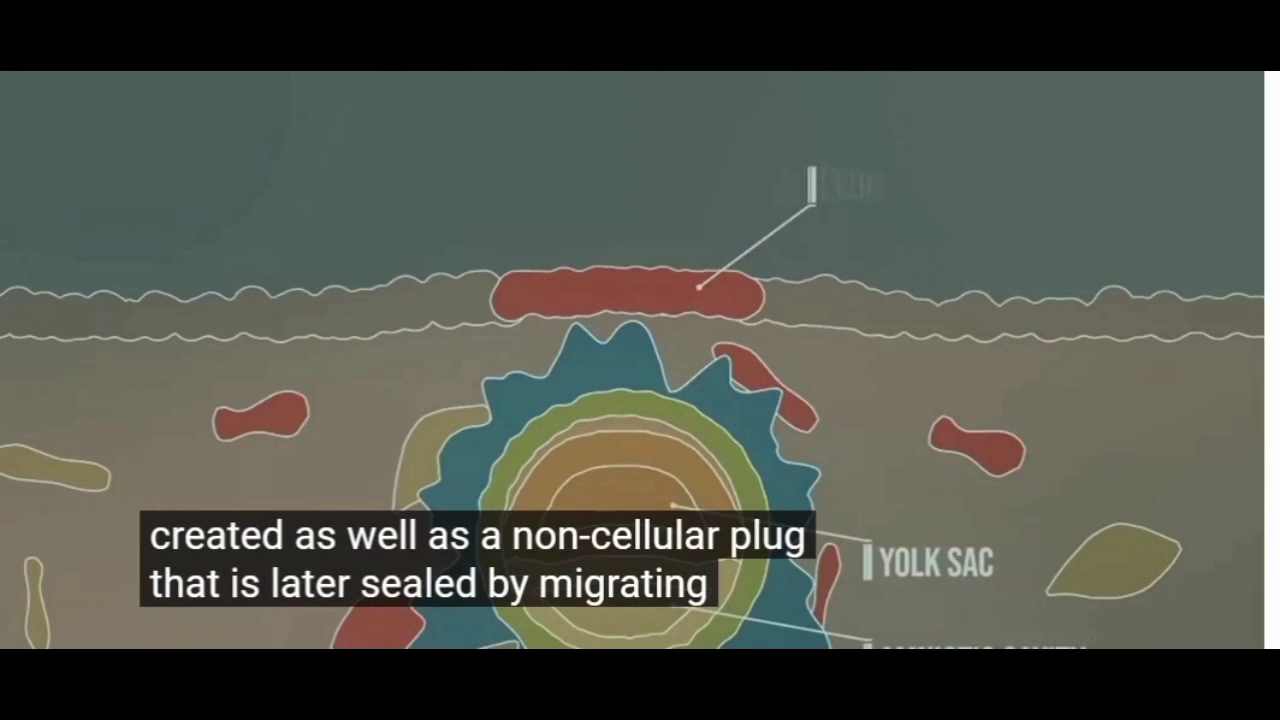 created as well as a non-cellular plug
that is later sealed by migrating
YOLK SAC